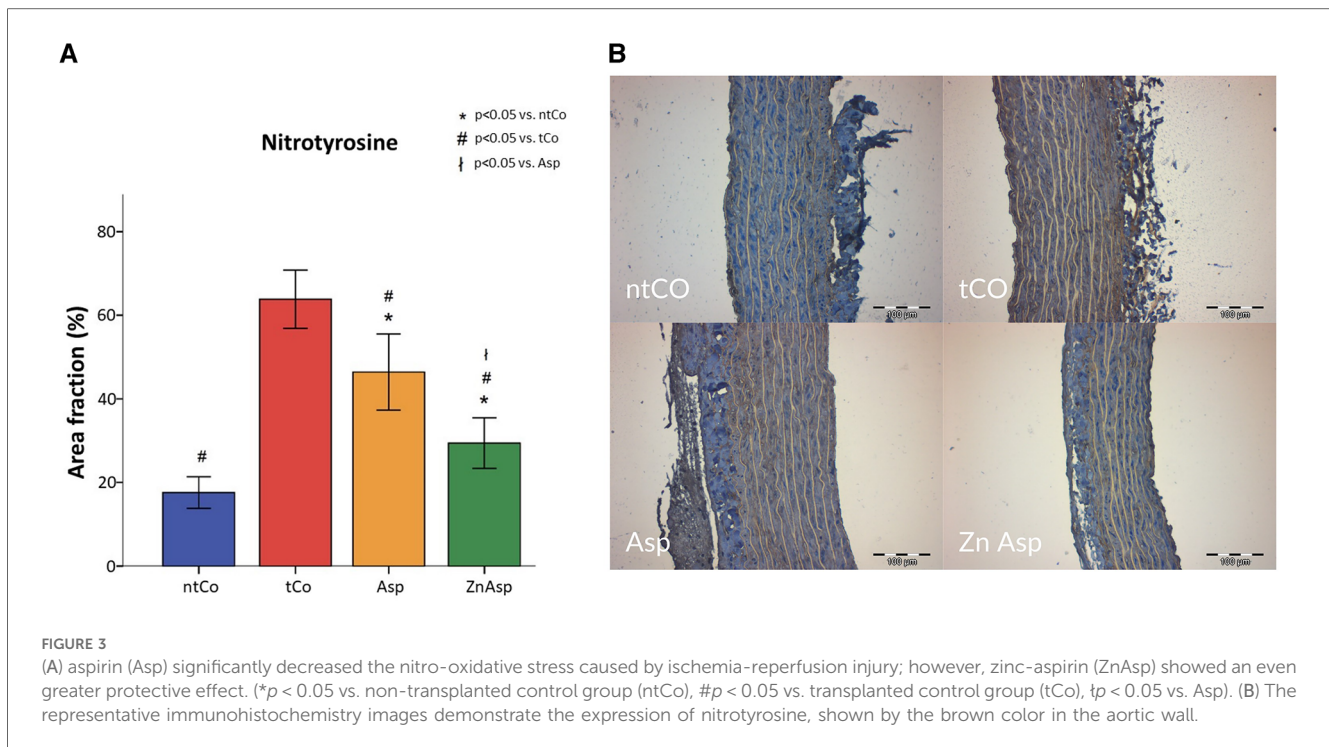 A
B
* p<0.05 vs. ntCo
# p<0.05 vs. tCo
ƚ p<0.05 vs. Asp
Nitrotyrosine
Area fraction (%)
80
60
40
20
0
#
#
*
ƚ
#
*
ntCo tCo Asp ZnAsp
ntCO
100 µm
tCO
100 µm
Asp
100 µm
Zn Asp
100 µm
FIGURE 3
(A) aspirin (Asp) significantly decreased the nitro-oxidative stress caused by ischemia-reperfusion injury; however, zinc-aspirin (ZnAsp) showed an even
greater protective effect. (*p < 0.05 vs. non-transplanted control group (ntCo), #p < 0.05 vs. transplanted control group (tCo), ƚp < 0.05 vs. Asp). (B) The
representative immunohistochemistry images demonstrate the expression of nitrotyrosine, shown by the brown color in the aortic wall.